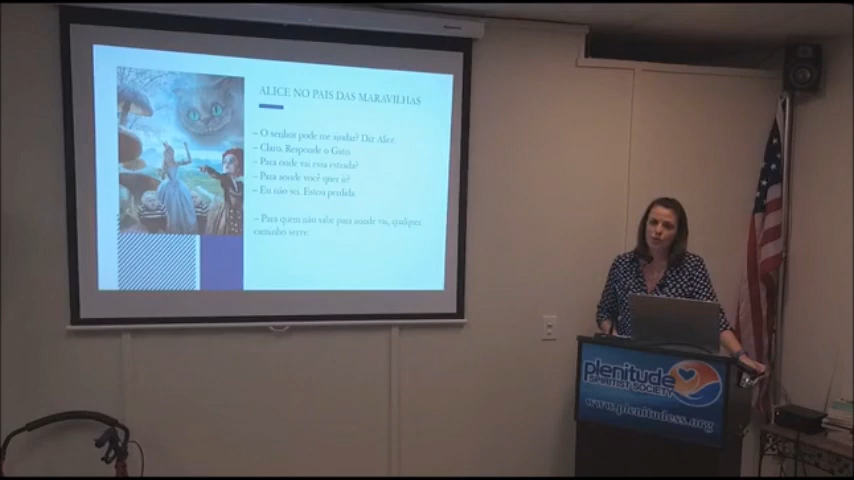 ALICE NO PAIS DAS MARAVILHAS
– O senhor pode me ajudar? Diz Alice.
– Claro. Responde o Gato.
– Para onde vai essa estrada?
– Para aonde você quer ir?
– Eu não sei. Estou perdida.
– Para quem não sabe para aonde vai, qualquer
caminho serve.
plenitude
SPIRITIST SOCIETY
www.plenitudess.org